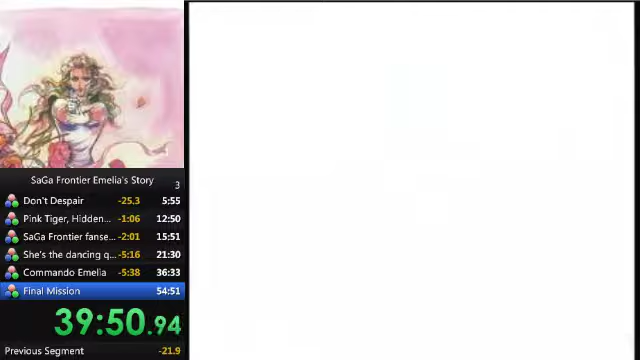 SaGa Frontier Emelia's Story
3
Don't Despair -25.3 5:55
Pink Tiger, Hidden... -1:06 12:50
SaGa Frontier fanse... -2:01 15:51
She's the dancing q... -5:16 21:30
Commando Emelia -5:38 36:33
Final Mission 54:51
39:50.94
Previous Segment -21.9